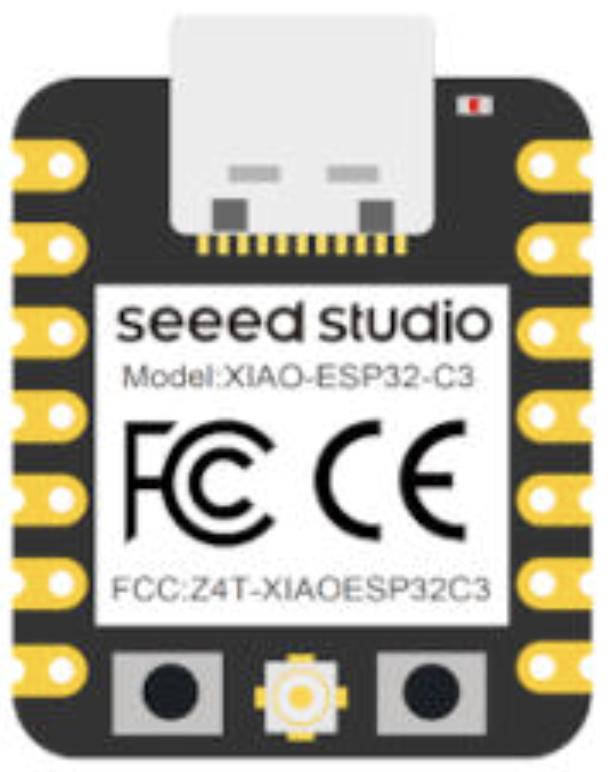 seeed studio
Model:XIAO-ESP32-C3
FC CE
FCC:Z4T-XIAOESP32C3